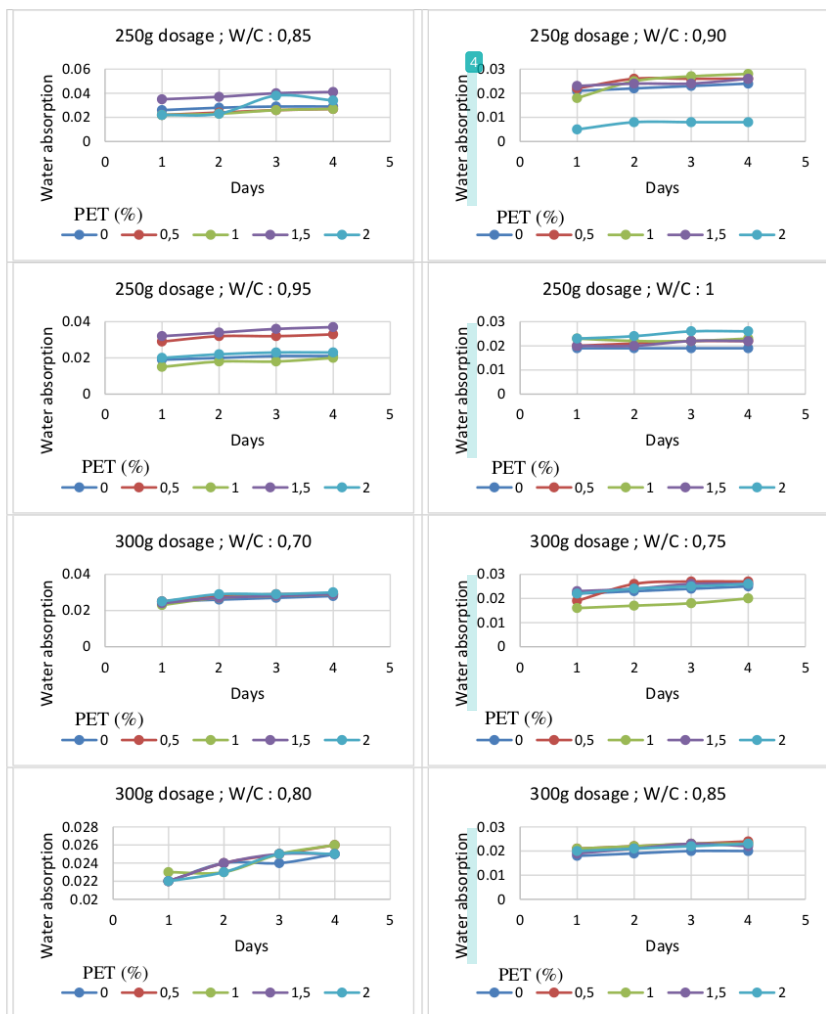 250g dosage ; W/C : 0,85
Water absorption
0.06
0.04
0.02
0
0 1 2 3 4 5
Days
PET (%)
0 0,5 1 1,5 2
250g dosage ; W/C : 0,90
4
Water absorption
0.03
0.02
0.01
0
0 1 2 3 4 5
Days
PET (%)
0 0,5 1 1,5 2
250g dosage ; W/C : 0,95
Water absorption
0.04
0.02
0
0 1 2 3 4 5
Days
PET (%)
0 0,5 1 1,5 2
250g dosage ; W/C : 1
Water absorption
0.03
0.02
0.01
0
0 1 2 3 4 5
Days
PET (%)
0 0,5 1 1,5 2
300g dosage ; W/C : 0,70
Water absorption
0.04
0.02
0
0 1 2 3 4 5
Days
PET (%)
0 0,5 1 1,5 2
300g dosage ; W/C : 0,75
Water absorption
0.03
0.02
0.01
0
0 1 2 3 4 5
Days
PET (%)
0 0,5 1 1,5 2
300g dosage ; W/C : 0,80
Water absorption
0.028
0.026
0.024
0.022
0.02
0 1 2 3 4 5
Days
PET (%)
0 0,5 1 1,5 2
300g dosage ; W/C : 0,85
Water absorption
0.03
0.02
0.01
0
0 1 2 3 4 5
Days
PET (%)
0 0,5 1 1,5 2